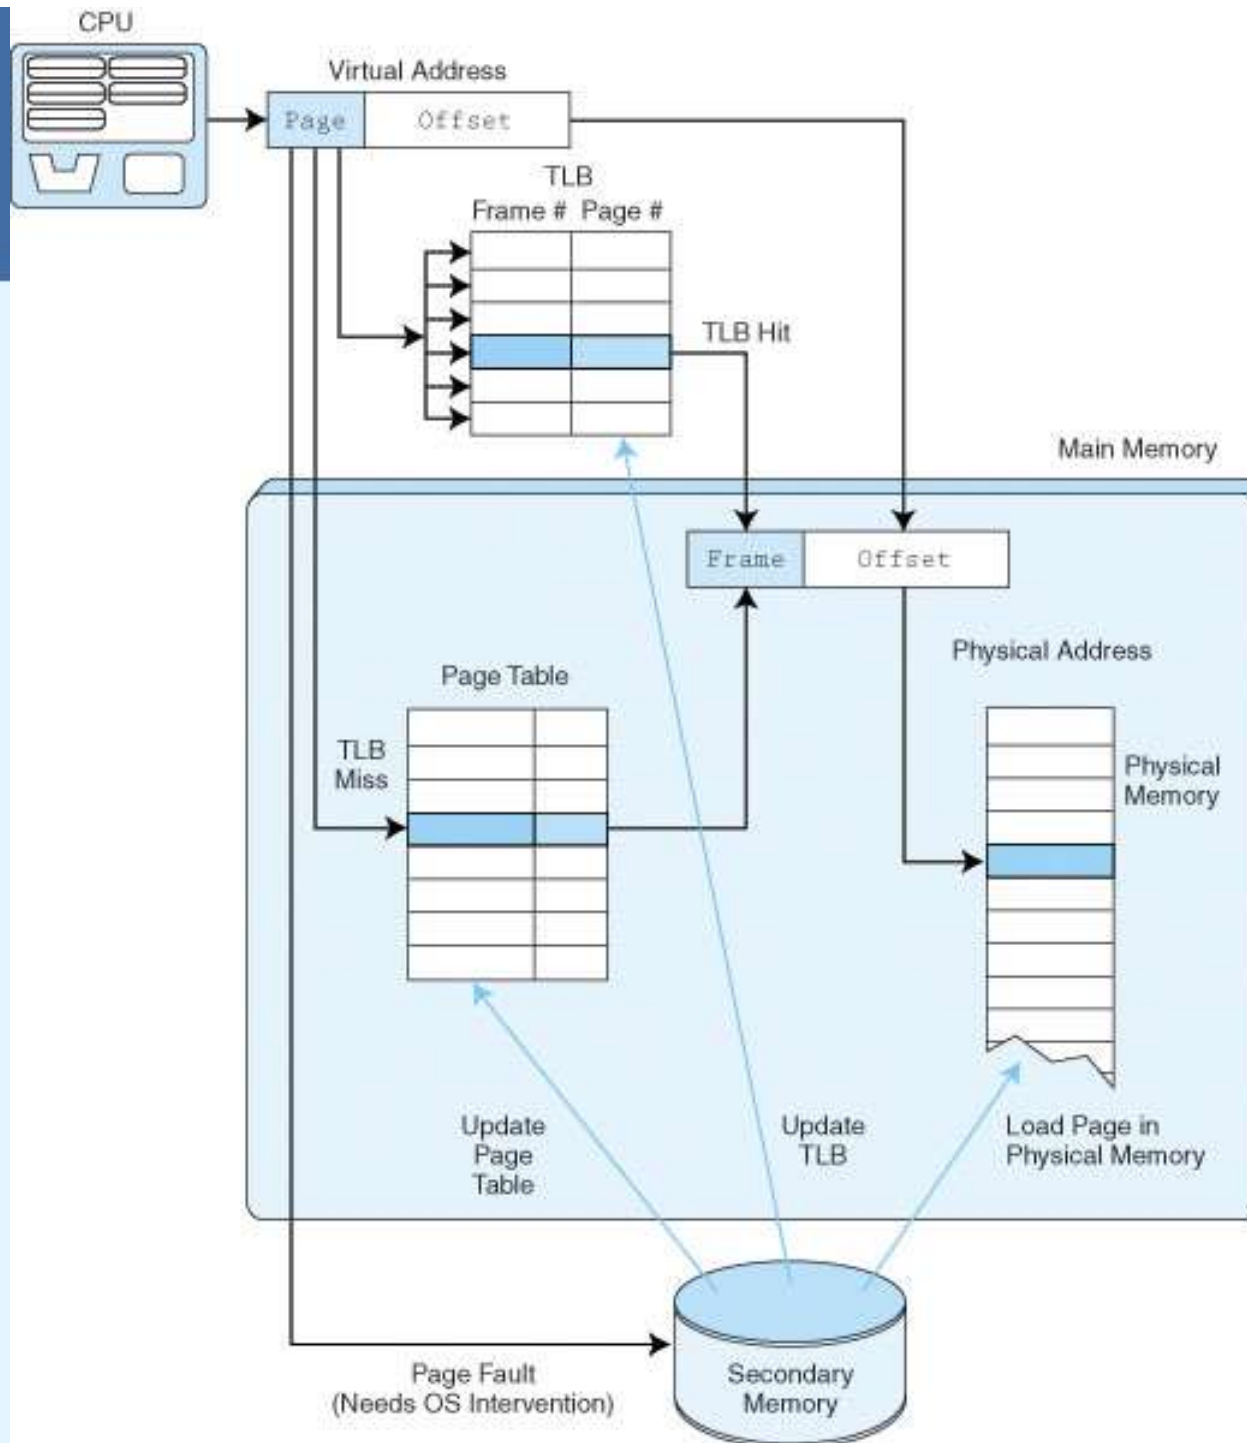 CPU
Virtual Address
Page
Offset
TLB
Frame # Page #
TLB Hit
Main Memory
Frame
Offset
Physical Address
Page Table
TLB
Miss
Physical
Memory
Update
Page
Table
Update
TLB
Load Page in
Physical Memory
Page Fault
(Needs OS Intervention)
Secondary
Memory